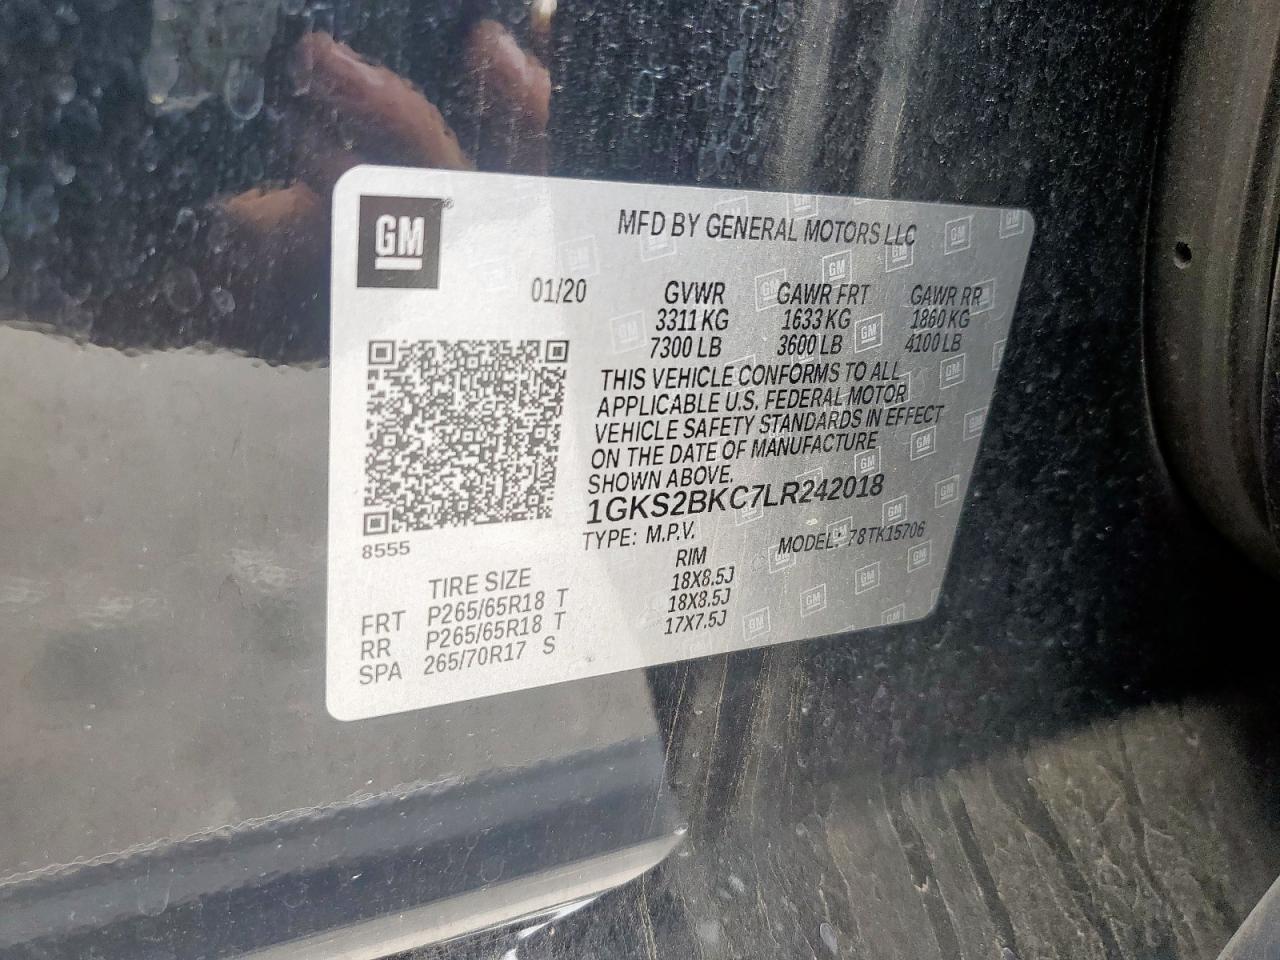 GM
MFD BY GENERAL MOTORS LLC
01/20
GVWR GAWR FRT GAWR RR
3311 KG 1633 KG 1860 KG
7300 LB 3600 LB 4100 LB
THIS VEHICLE CONFORMS TO ALL
APPLICABLE U.S. FEDERAL MOTOR
VEHICLE SAFETY STANDARDS IN EFFECT
ON THE DATE OF MANUFACTURE
SHOWN ABOVE.
1GKS2BKC7LR242018
8555
TYPE: M.P.V. MODEL: 78TK15706
TIRE SIZE RIM
FRT P265/65R18 T 18X8.5J
RR P265/65R18 T 18X8.5J
SPA 265/70R17 S 17X7.5J